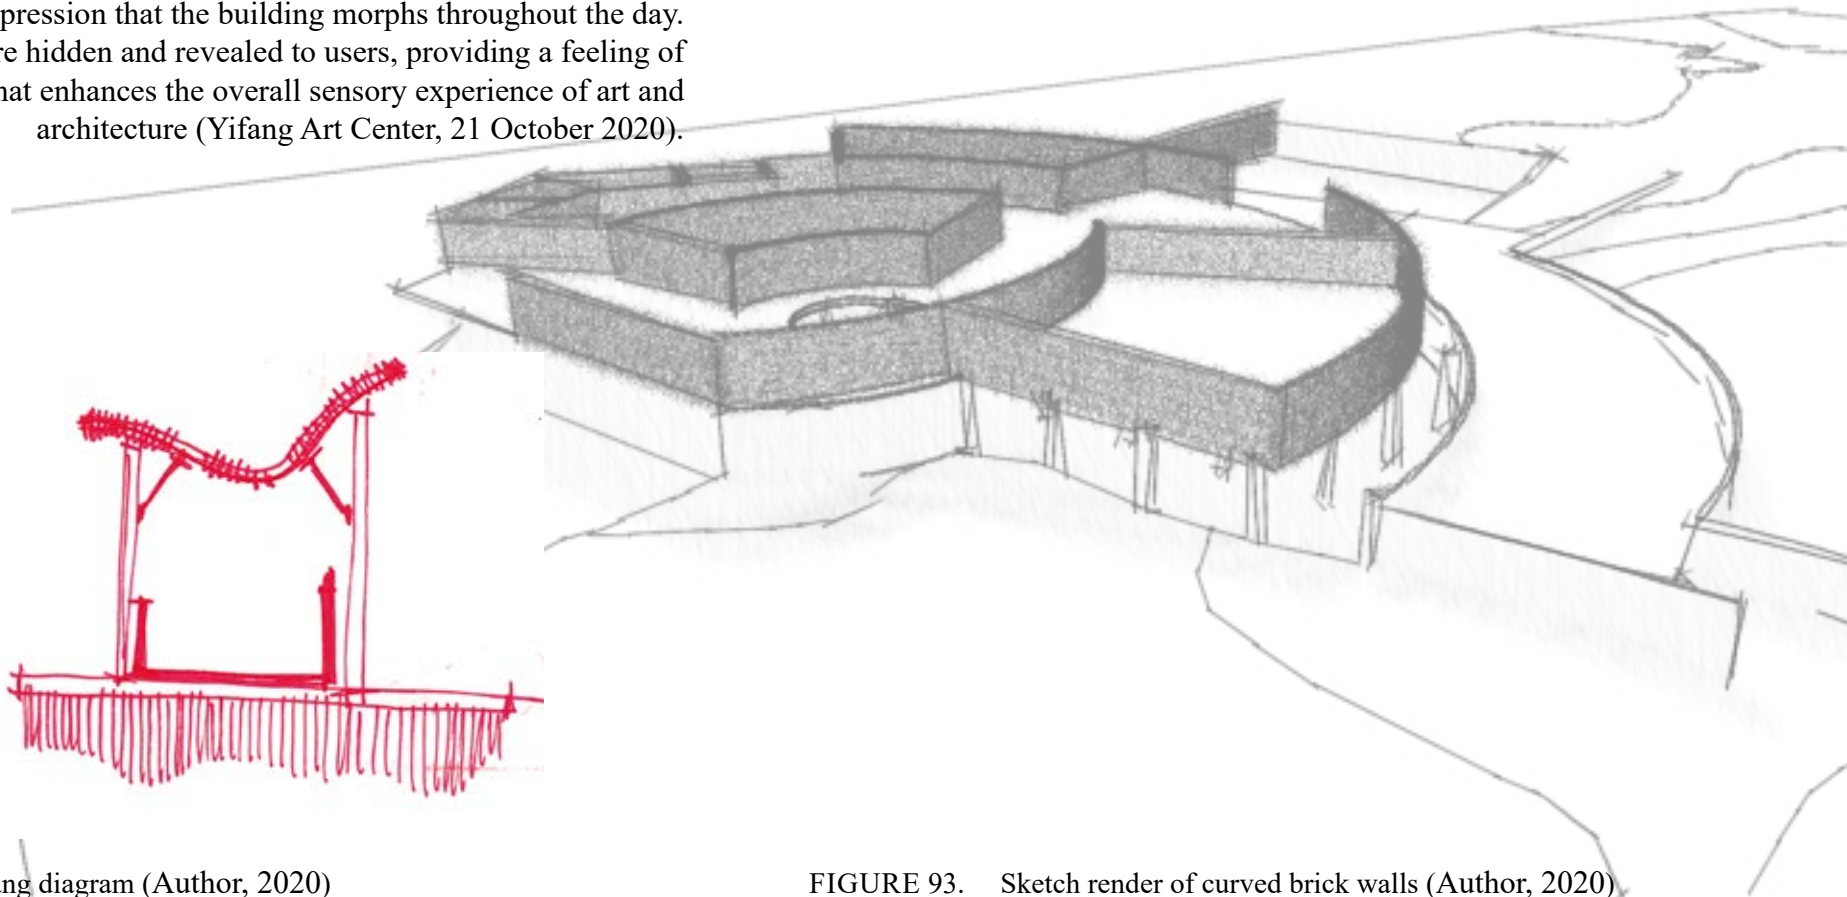 pression that the building morphs throughout the day.
re hidden and revealed to users, providing a feeling of
hat enhances the overall sensory experience of art and
architecture (Yifang Art Center, 21 October 2020).
ng diagram (Author, 2020)
FIGURE 93. Sketch render of curved brick walls (Author, 2020)